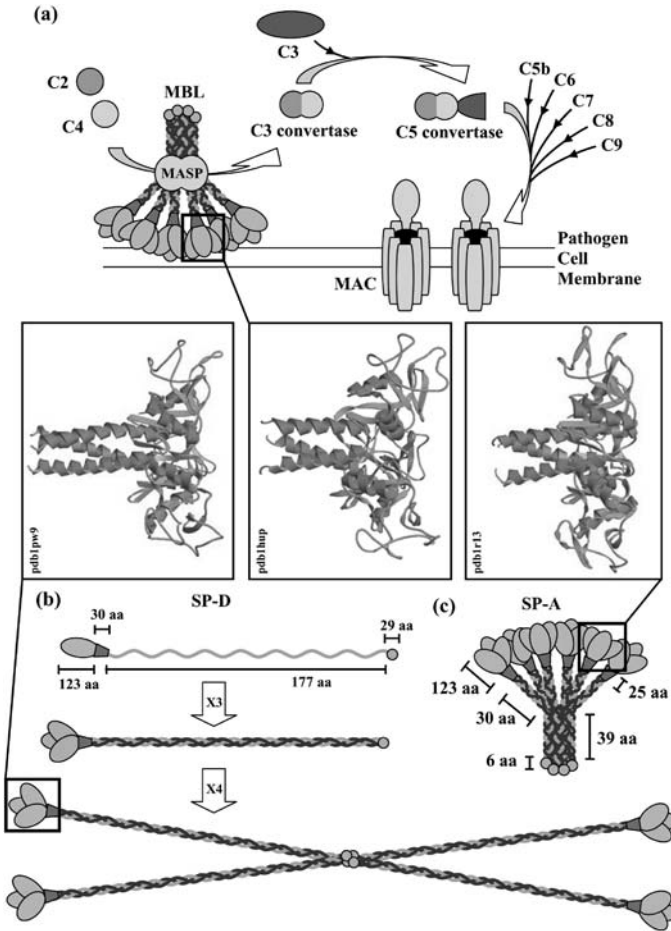 (a)
C3
C2
MBL
C4
C3 convertase
C5 convertase
C5b
C6
C7
C8
C9
MASP
MAC
Pathogen
Cell
Membrane
pdb1pw9
pdb1hup
pdb1r13
(b)
SP-D
30 aa
29 aa
123 aa
177 aa
X3
X4
(c)
SP-A
123 aa
25 aa
30 aa
39 aa
6 aa